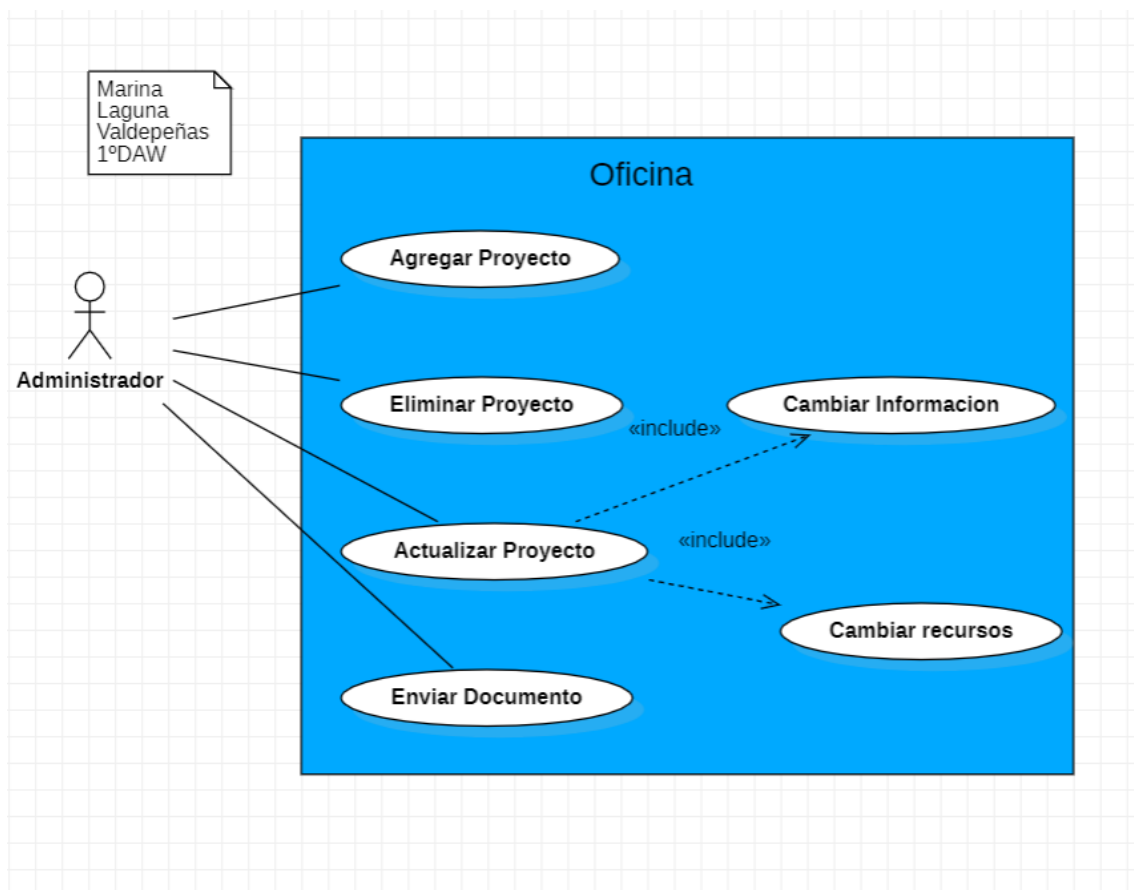 Marina
Laguna
Valdepeñas
1ºDAW
Oficina
Agregar Proyecto
Administrador
Eliminar Proyecto
Cambiar Informacion
«include»
Actualizar Proyecto
«include»
Cambiar recursos
Enviar Documento